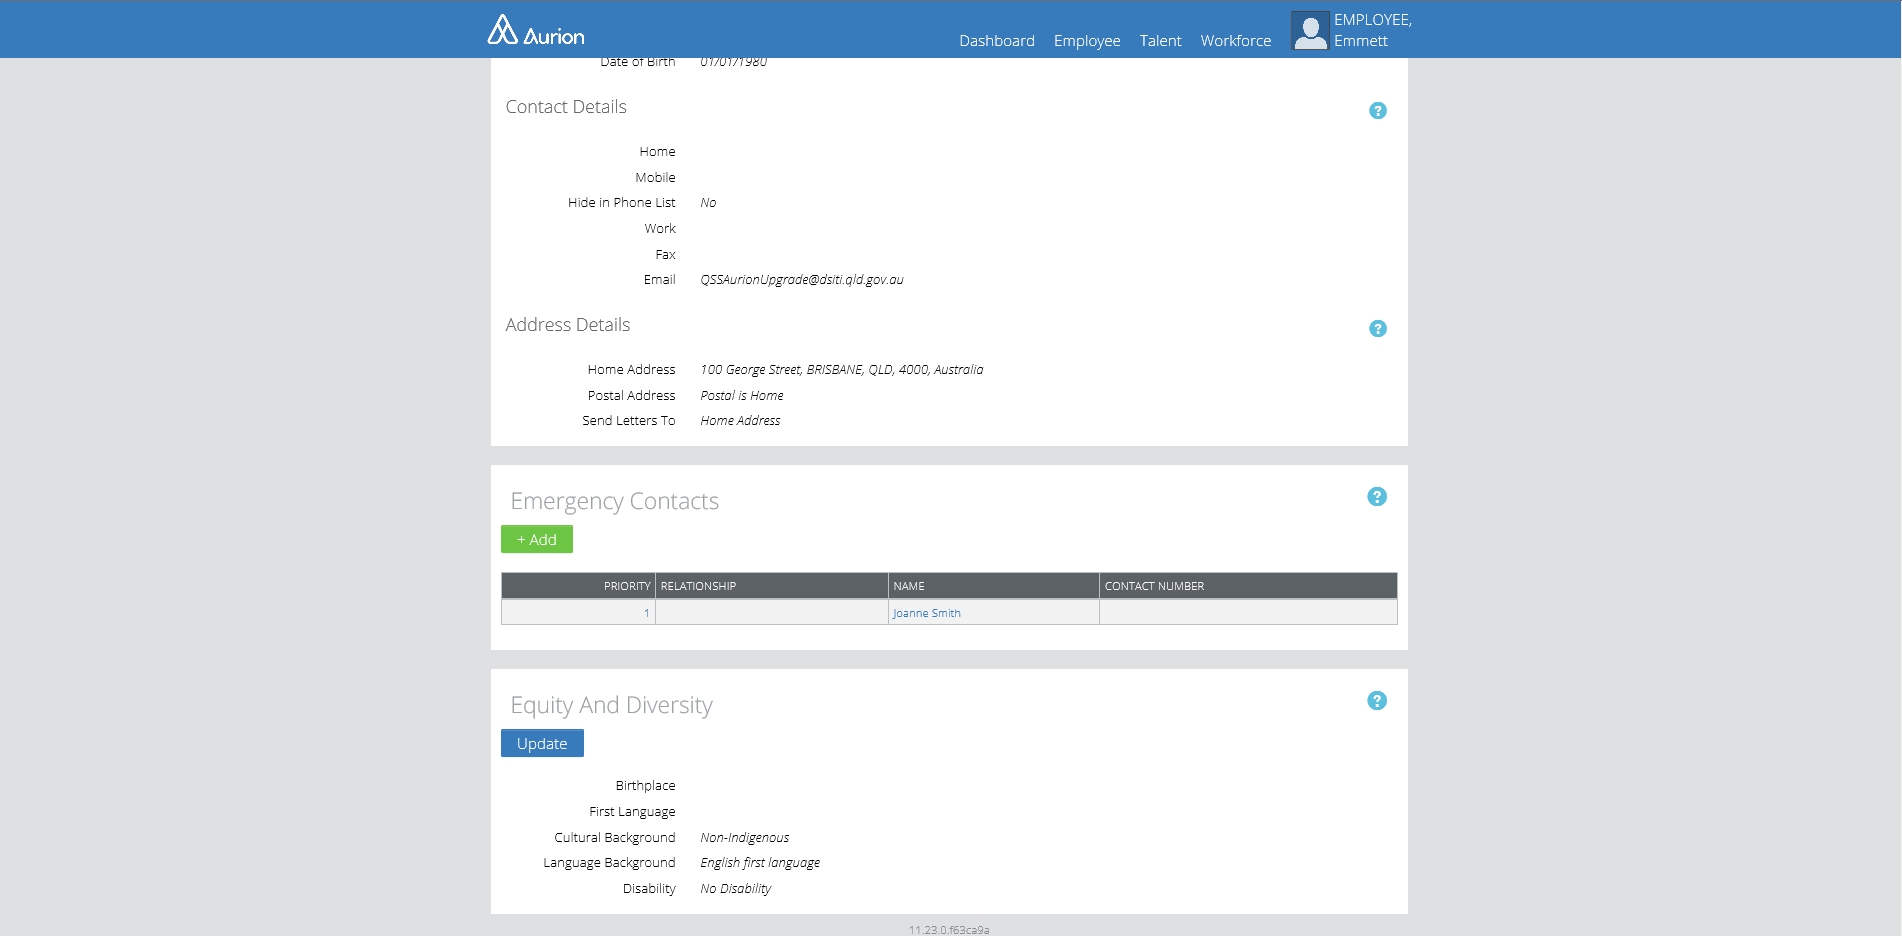 Aurion
Dashboard Employee Talent Workforce
EMPLOYEE,
Emmett
Date of Birth 01/01/1980
Contact Details
?
Home
Mobile
Hide in Phone List No
Work
Fax
Email QSSAurionUpgrade@dsiti.qld.gov.au
Address Details
?
Home Address 100 George Street, BRISBANE, QLD, 4000, Australia
Postal Address Postal is Home
Send Letters To Home Address
Emergency Contacts
?
+ Add
PRIORITY RELATIONSHIP NAME CONTACT NUMBER
1 Joanne Smith
Equity And Diversity
?
Update
Birthplace
First Language
Cultural Background Non-Indigenous
Language Background English first language
Disability No Disability
11.23.0.f63ca9a